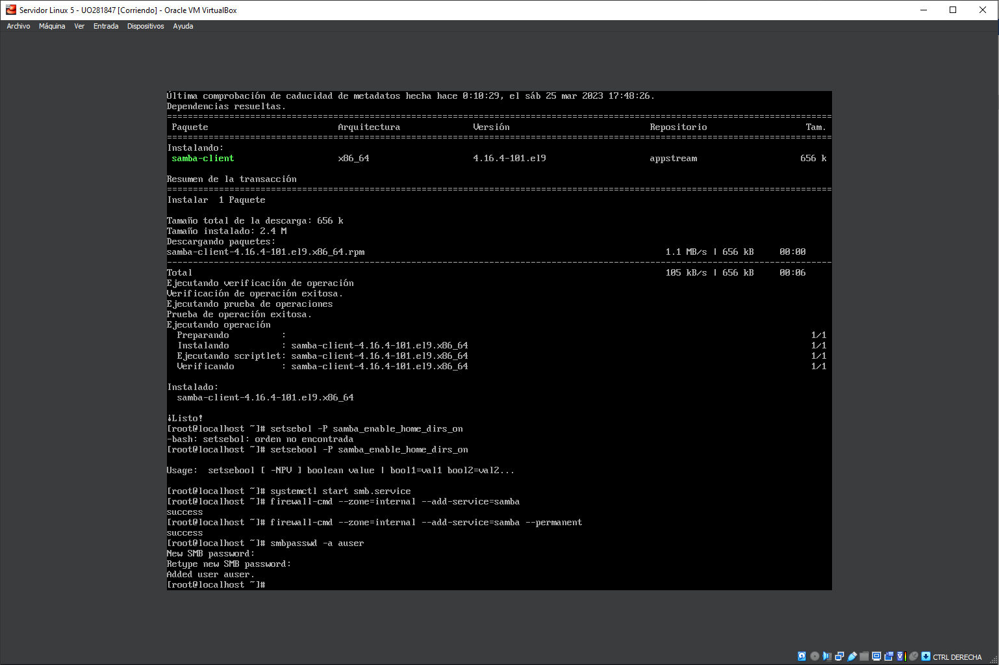 Servidor Linux 5 - UO281847 [Corriendo] - Oracle VM VirtualBox
Archivo Máquina Ver Entrada Dispositivos Ayuda
Última comprobación de caducidad de metadatos hecha hace 0:10:29, el sáb 25 mar 2023 17:48:26.
Dependencias resueltas.
================================================================================================================================
Paquete Arquitectura Versión Repositorio Tam.
================================================================================================================================
Instalando:
samba-client x86_64 4.16.4-101.el9 appstream 656 k
Resumen de la transacción
================================================================================================================================
Instalar 1 Paquete
Tamaño total de la descarga: 656 k
Tamaño instalado: 2.4 M
Descargando paquetes:
samba-client-4.16.4-101.el9.x86_64.rpm 1.1 MB/s | 656 kB 00:00
--------------------------------------------------------------------------------------------------------------------------------
Total 105 kB/s | 656 kB 00:06
Ejecutando verificación de operación
Verificación de operación exitosa.
Ejecutando prueba de operaciones
Prueba de operación exitosa.
Ejecutando operación
Preparando : 1/1
Instalando : samba-client-4.16.4-101.el9.x86_64 1/1
Ejecutando scriptlet: samba-client-4.16.4-101.el9.x86_64 1/1
Verificando : samba-client-4.16.4-101.el9.x86_64 1/1
Instalado:
samba-client-4.16.4-101.el9.x86_64
¡Listo!
[root@localhost ~]# setsebol -P samba_enable_home_dirs_on
-bash: setsebol: orden no encontrada
[root@localhost ~]# setsebool -P samba_enable_home_dirs_on
Usage: setsebool [ -NPV ] boolean value | bool1=val1 bool2=val2...
[root@localhost ~]# systemctl start smb.service
[root@localhost ~]# firewall-cmd --zone=internal --add-service=samba
success
[root@localhost ~]# firewall-cmd --zone=internal --add-service=samba --permanent
success
[root@localhost ~]# smbpasswd -a auser
New SMB password:
Retype new SMB password:
Added user auser.
[root@localhost ~]#
CTRL DERECHA